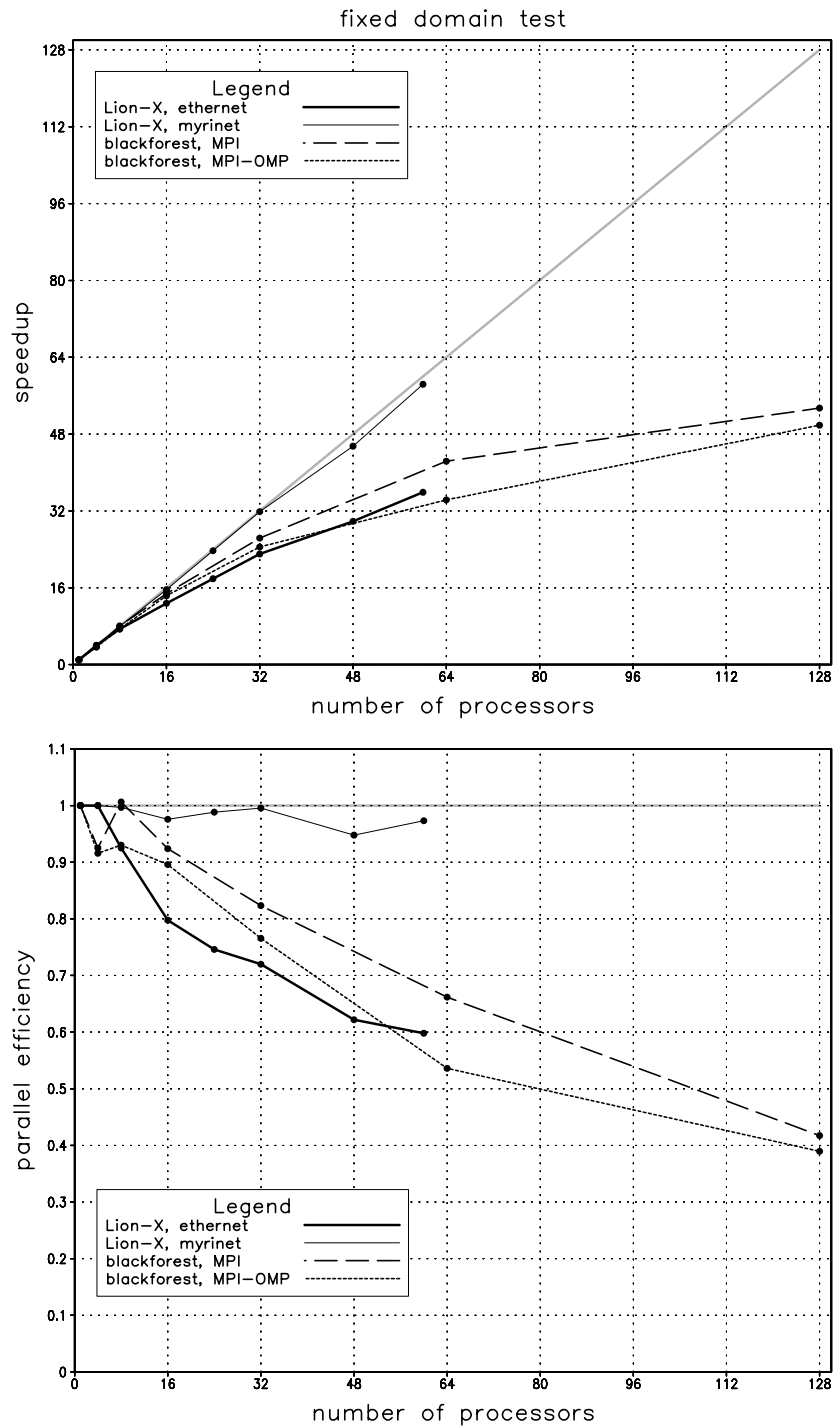 fixed domain test
128
112
96
80
64
48
32
16
0
speedup
Legend
Lion-X, ethernet
Lion-X, myrinet
blackforest, MPI
blackforest, MPI-OMP
0 16 32 48 64 80 96 112 128
number of processors
1.1
1
0.9
0.8
0.7
0.6
0.5
0.4
0.3
0.2
0.1
0
parallel efficiency
Legend
Lion-X, ethernet
Lion-X, myrinet
blackforest, MPI
blackforest, MPI-OMP
0 16 32 48 64 80 96 112 128
number of processors